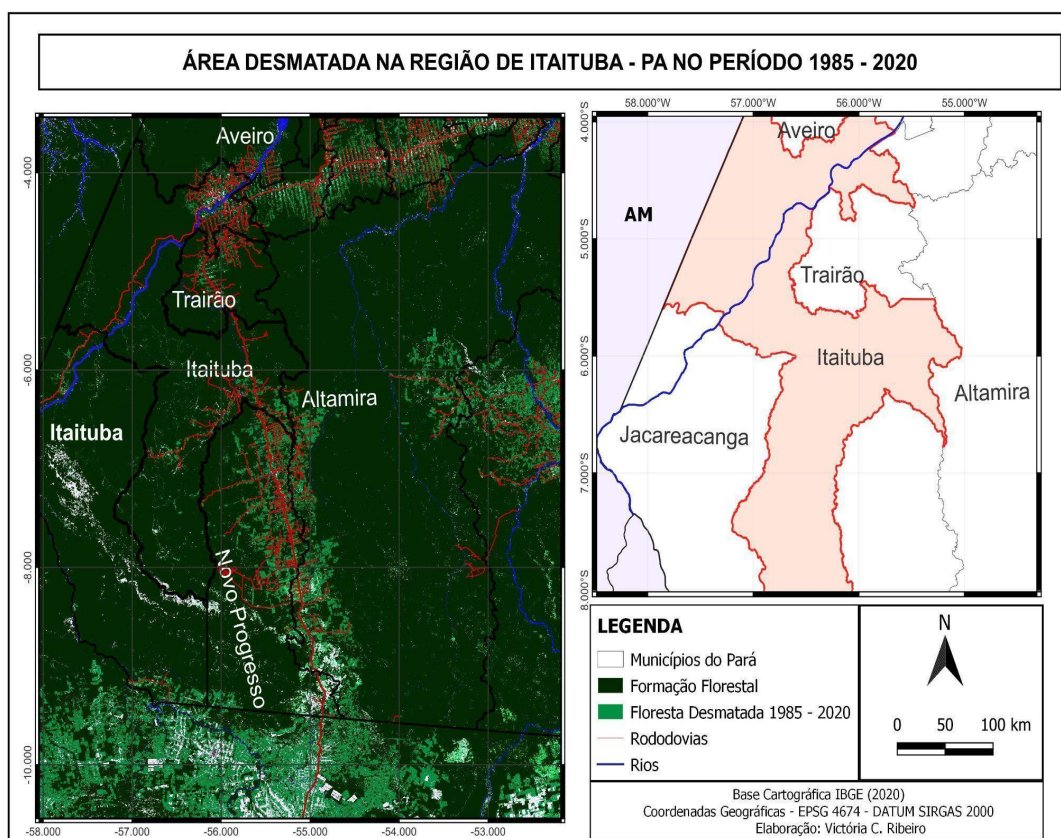 ÁREA DESMATADA NA REGIÃO DE ITAITUBA - PA NO PERÍODO 1985 - 2020
Aveiro
Trairão
Itaituba
Altamira
Itaituba
Novo Progresso
-4.000
-6.000
-8.000
-10.000
-58.000
-57.000
-56.000
-55.000
-54.000
-53.000
-52.000
58.000°W
57.000°W
56.000°W
55.000°W
4.000°S
5.000°S
6.000°S
7.000°S
8.000°S
Aveiro
AM
Trairão
Itaituba
Altamira
Jacareacanga
LEGENDA
Municípios do Pará
Formação Florestal
Floresta Desmatada 1985 - 2020
Rododovias
Rios
N
0 50 100 km
Base Cartográfica IBGE (2020)
Coordenadas Geográficas - EPSG 4674 - DATUM SIRGAS 2000
Elaboração: Victória C. Ribeiro